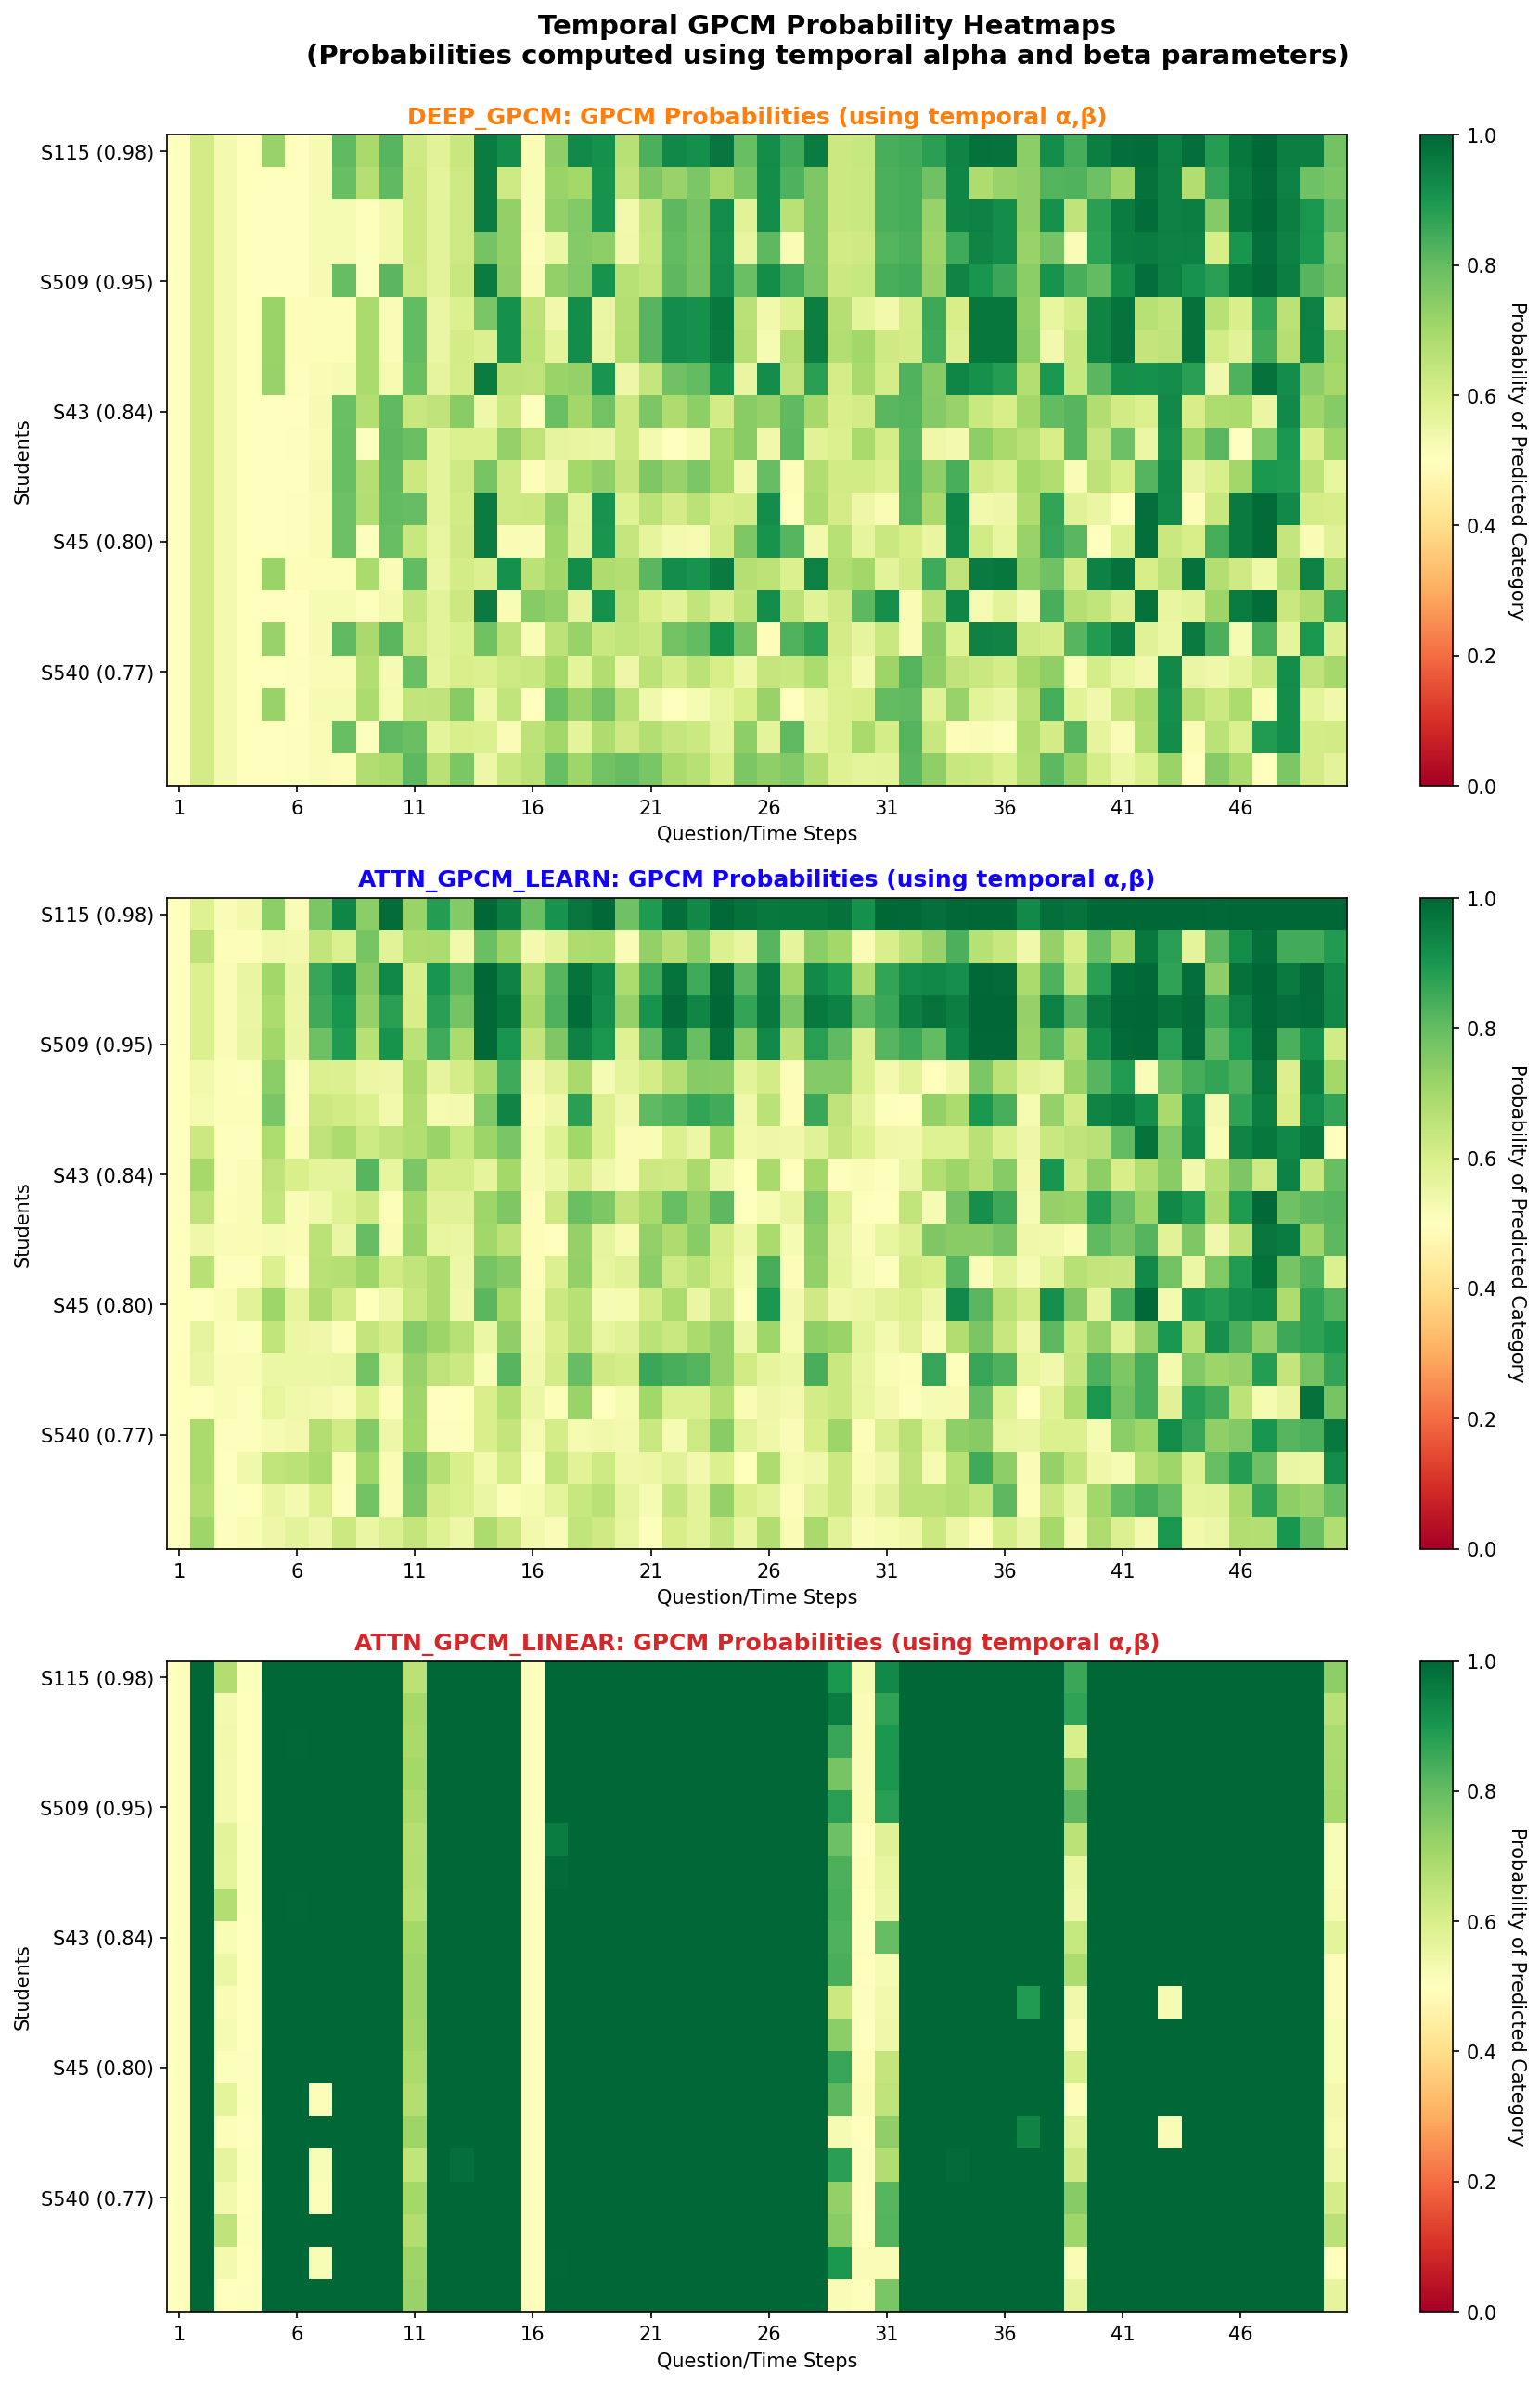 Temporal GPCM Probability Heatmaps
(Probabilities computed using temporal alpha and beta parameters)
DEEP_GPCM: GPCM Probabilities (using temporal α,β)
Students
S115 (0.98)
S509 (0.95)
S43 (0.84)
S45 (0.80)
S540 (0.77)
1 6 11 16 21 26 31 36 41 46
Question/Time Steps
1.0
0.8
0.6
0.4
0.2
0.0
Probability of Predicted Category
ATTN_GPCM_LEARN: GPCM Probabilities (using temporal α,β)
Students
S115 (0.98)
S509 (0.95)
S43 (0.84)
S45 (0.80)
S540 (0.77)
1 6 11 16 21 26 31 36 41 46
Question/Time Steps
1.0
0.8
0.6
0.4
0.2
0.0
Probability of Predicted Category
ATTN_GPCM_LINEAR: GPCM Probabilities (using temporal α,β)
Students
S115 (0.98)
S509 (0.95)
S43 (0.84)
S45 (0.80)
S540 (0.77)
1 6 11 16 21 26 31 36 41 46
Question/Time Steps
1.0
0.8
0.6
0.4
0.2
0.0
Probability of Predicted Category